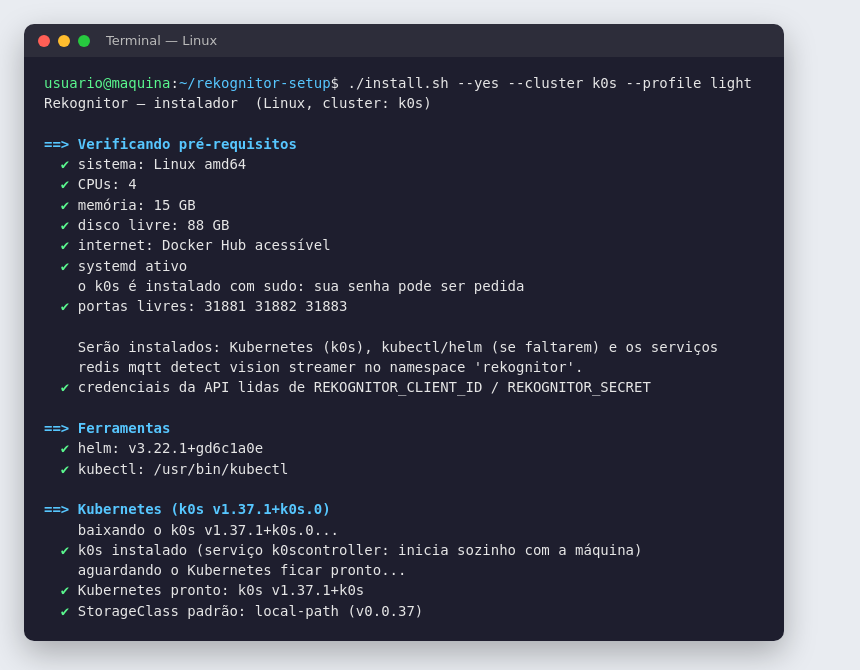 Terminal — Linux
usuario@maquina:~/rekognitor-setup$ ./install.sh --yes --cluster k0s --profile light
Rekognitor — instalador  (Linux, cluster: k0s)
==> Verificando pré-requisitos
✔ sistema: Linux amd64
✔ CPUs: 4
✔ memória: 15 GB
✔ disco livre: 88 GB
✔ internet: Docker Hub acessível
✔ systemd ativo
o k0s é instalado com sudo: sua senha pode ser pedida
✔ portas livres: 31881 31882 31883
Serão instalados: Kubernetes (k0s), kubectl/helm (se faltarem) e os serviços
redis mqtt detect vision streamer no namespace 'rekognitor'.
✔ credenciais da API lidas de REKOGNITOR_CLIENT_ID / REKOGNITOR_SECRET
==> Ferramentas
✔ helm: v3.22.1+gd6c1a0e
✔ kubectl: /usr/bin/kubectl
==> Kubernetes (k0s v1.37.1+k0s.0)
baixando o k0s v1.37.1+k0s.0...
✔ k0s instalado (serviço k0scontroller: inicia sozinho com a máquina)
aguardando o Kubernetes ficar pronto...
✔ Kubernetes pronto: k0s v1.37.1+k0s
✔ StorageClass padrão: local-path (v0.0.37)